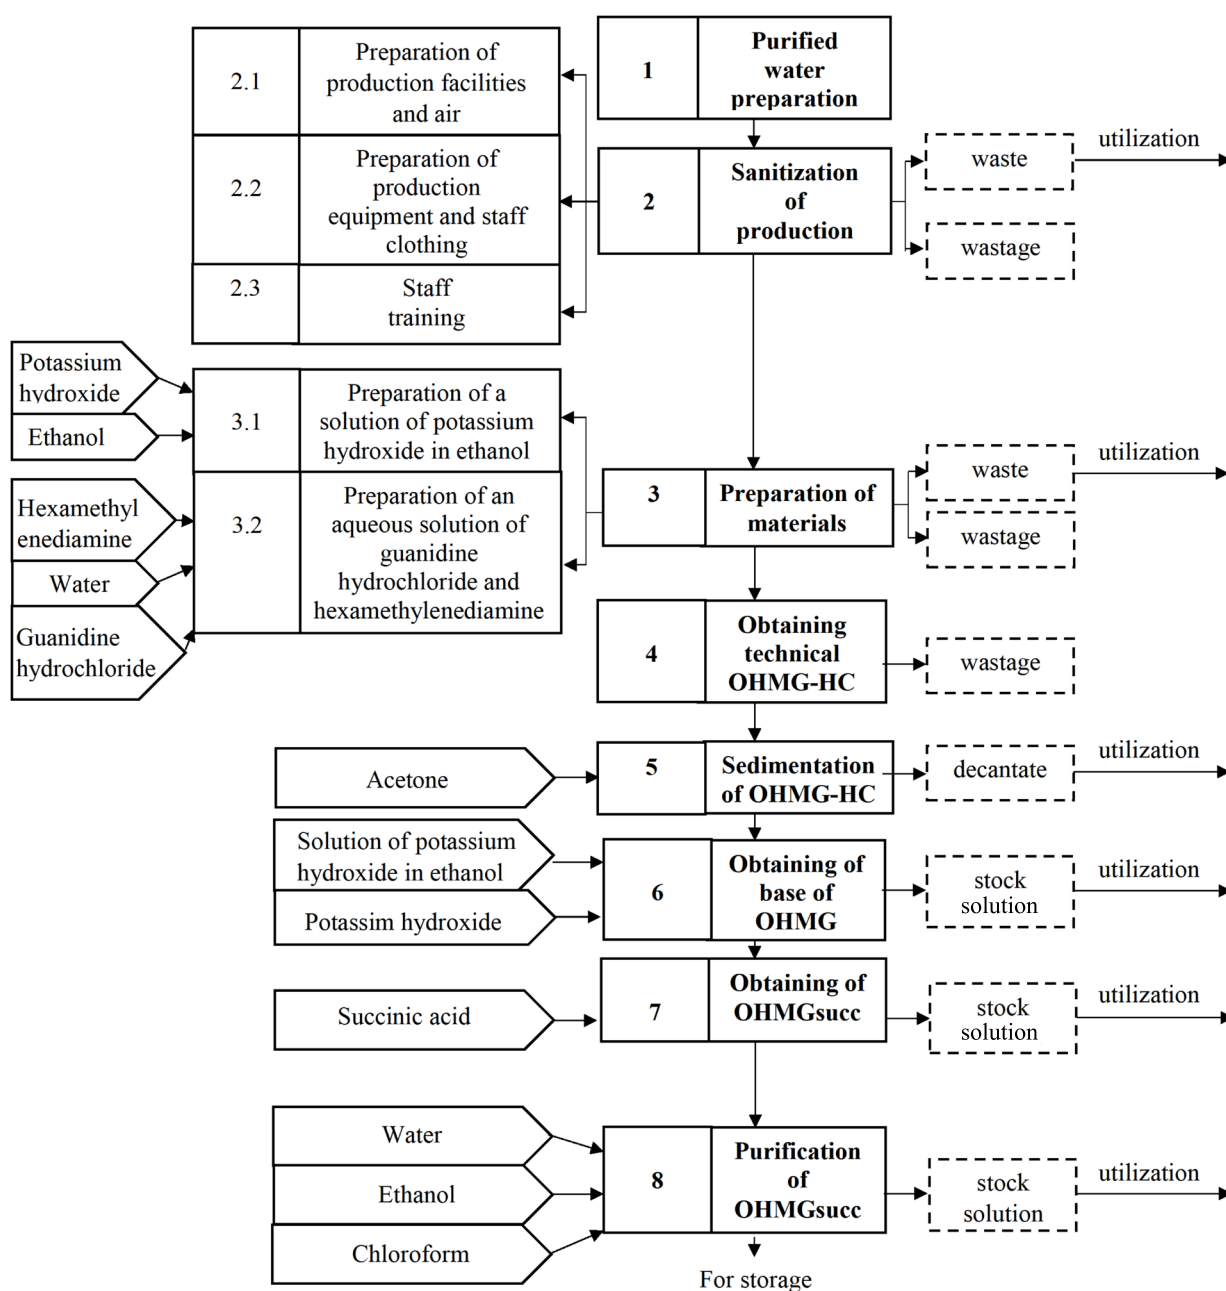 1
Purified
water
preparation
2.1
Preparation of
production facilities
and air
2.2
Preparation of
production
equipment and staff
clothing
2.3
Staff
training
2
Sanitization
of
production
waste
utilization
wastage
Potassium
hydroxide
Ethanol
3.1
Preparation of a
solution of potassium
hydroxide in ethanol
Hexamethyl
enediamine
Water
Guanidine
hydrochloride
3.2
Preparation of an
aqueous solution of
guanidine
hydrochloride and
hexamethylenediamine
3
Preparation of
materials
waste
utilization
wastage
4
Obtaining
technical
OHMG-HC
wastage
Acetone
5
Sedimentation
of OHMG-HC
decantate
utilization
Solution of potassium
hydroxide in ethanol
Potassim hydroxide
6
Obtaining of
base of
OHMG
stock
solution
utilization
Succinic acid
7
Obtaining of
OHMGsucc
stock
solution
utilization
Water
Ethanol
Chloroform
8
Purification
of
OHMGsucc
stock
solution
utilization
For storage